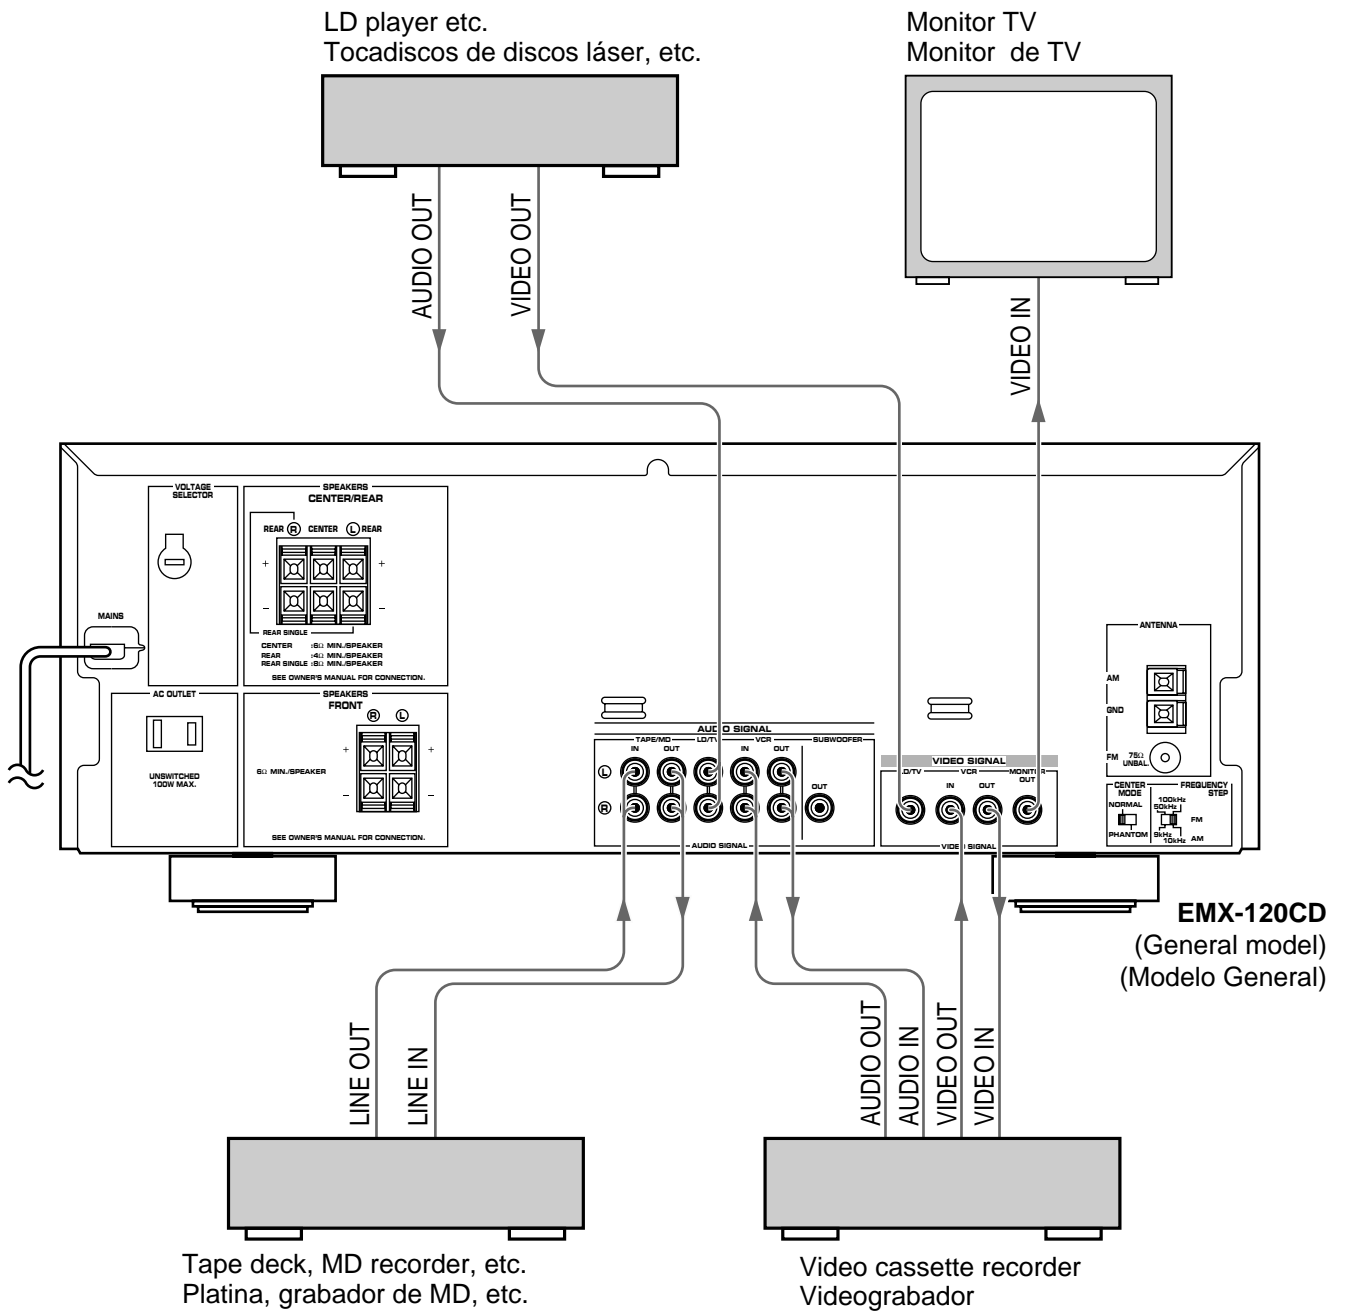 LD player etc.
Tocadiscos de discos láser, etc.
Monitor TV
Monitor de TV
AUDIO OUT
VIDEO OUT
VIDEO IN
VOLTAGE
SELECTOR
SPEAKERS
CENTER/REAR
REAR R CENTER L REAR
+ +
– –
REAR SINGLE
CENTER :6Ω MIN./SPEAKER
REAR :4Ω MIN./SPEAKER
REAR SINGLE :8Ω MIN./SPEAKER
SEE OWNER'S MANUAL FOR CONNECTION.
MAINS
AC OUTLET
UNSWITCHED
100W MAX.
SPEAKERS
FRONT
R L
+ +
– –
6Ω MIN./SPEAKER
SEE OWNER'S MANUAL FOR CONNECTION.
AUDIO SIGNAL
TAPE/MD LD/TV VCR SUBWOOFER
IN OUT IN OUT
L
R
OUT
AUDIO SIGNAL
VIDEO SIGNAL
LD/TV VCR MONITOR
OUT
IN OUT
VIDEO SIGNAL
ANTENNA
AM
GND
FM 75Ω
UNBAL.
CENTER
MODE
NORMAL
PHANTOM
FREQUENCY
STEP
100kHz
50kHz
FM
9kHz
10kHz AM
EMX-120CD
(General model)
(Modelo General)
LINE OUT
LINE IN
AUDIO OUT
AUDIO IN
VIDEO OUT
VIDEO IN
Tape deck, MD recorder, etc.
Platina, grabador de MD, etc.
Video cassette recorder
Videograbador